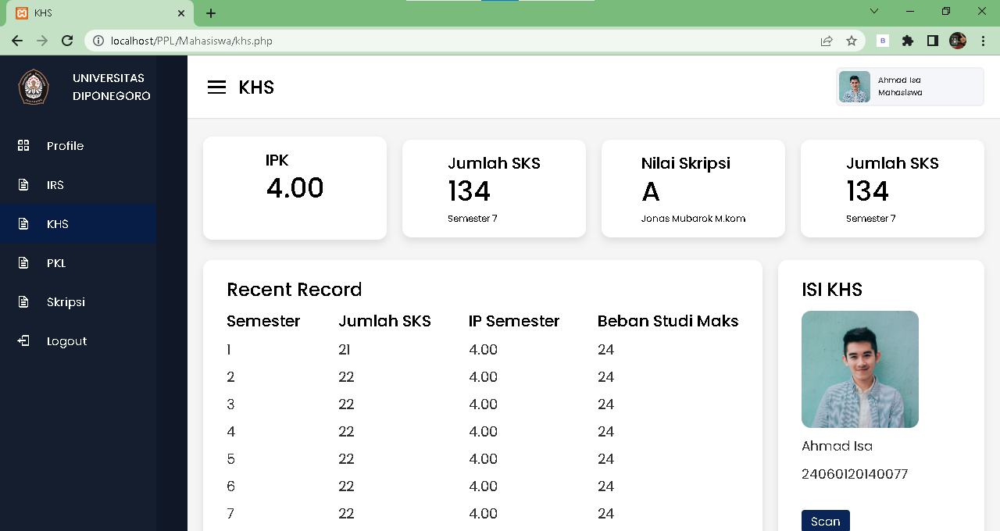 KHS
localhost/PPL/Mahasiswa/khs.php
B
UNIVERSITAS
DIPONEGORO
KHS
Ahmad Isa
Mahasiswa
Profile
IRS
KHS
PKL
Skripsi
Logout
IPK
4.00
Jumlah SKS
134
Semester 7
Nilai Skripsi
A
Jonas Mubarok M.kom
Jumlah SKS
134
Semester 7
Recent Record
Semester Jumlah SKS IP Semester Beban Studi Maks
1 21 4.00 24
2 22 4.00 24
3 22 4.00 24
4 22 4.00 24
5 22 4.00 24
6 22 4.00 24
7 22 4.00 24
ISI KHS
Ahmad Isa
24060120140077
Scan